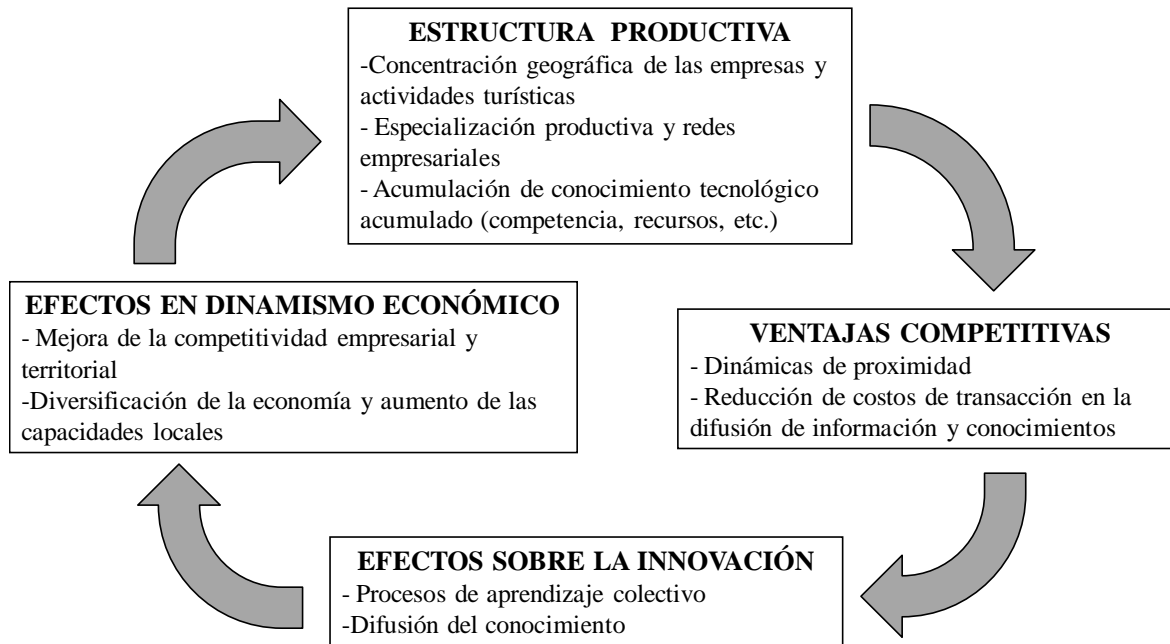 ESTRUCTURA PRODUCTIVA
-Concentración geográfica de las empresas y
actividades turísticas
- Especialización productiva y redes
empresariales
- Acumulación de conocimiento tecnológico
acumulado (competencia, recursos, etc.)
EFECTOS EN DINAMISMO ECONÓMICO
- Mejora de la competitividad empresarial y
territorial
-Diversificación de la economía y aumento de las
capacidades locales
VENTAJAS COMPETITIVAS
- Dinámicas de proximidad
- Reducción de costos de transacción en la
difusión de información y conocimientos
EFECTOS SOBRE LA INNOVACIÓN
- Procesos de aprendizaje colectivo
-Difusión del conocimiento